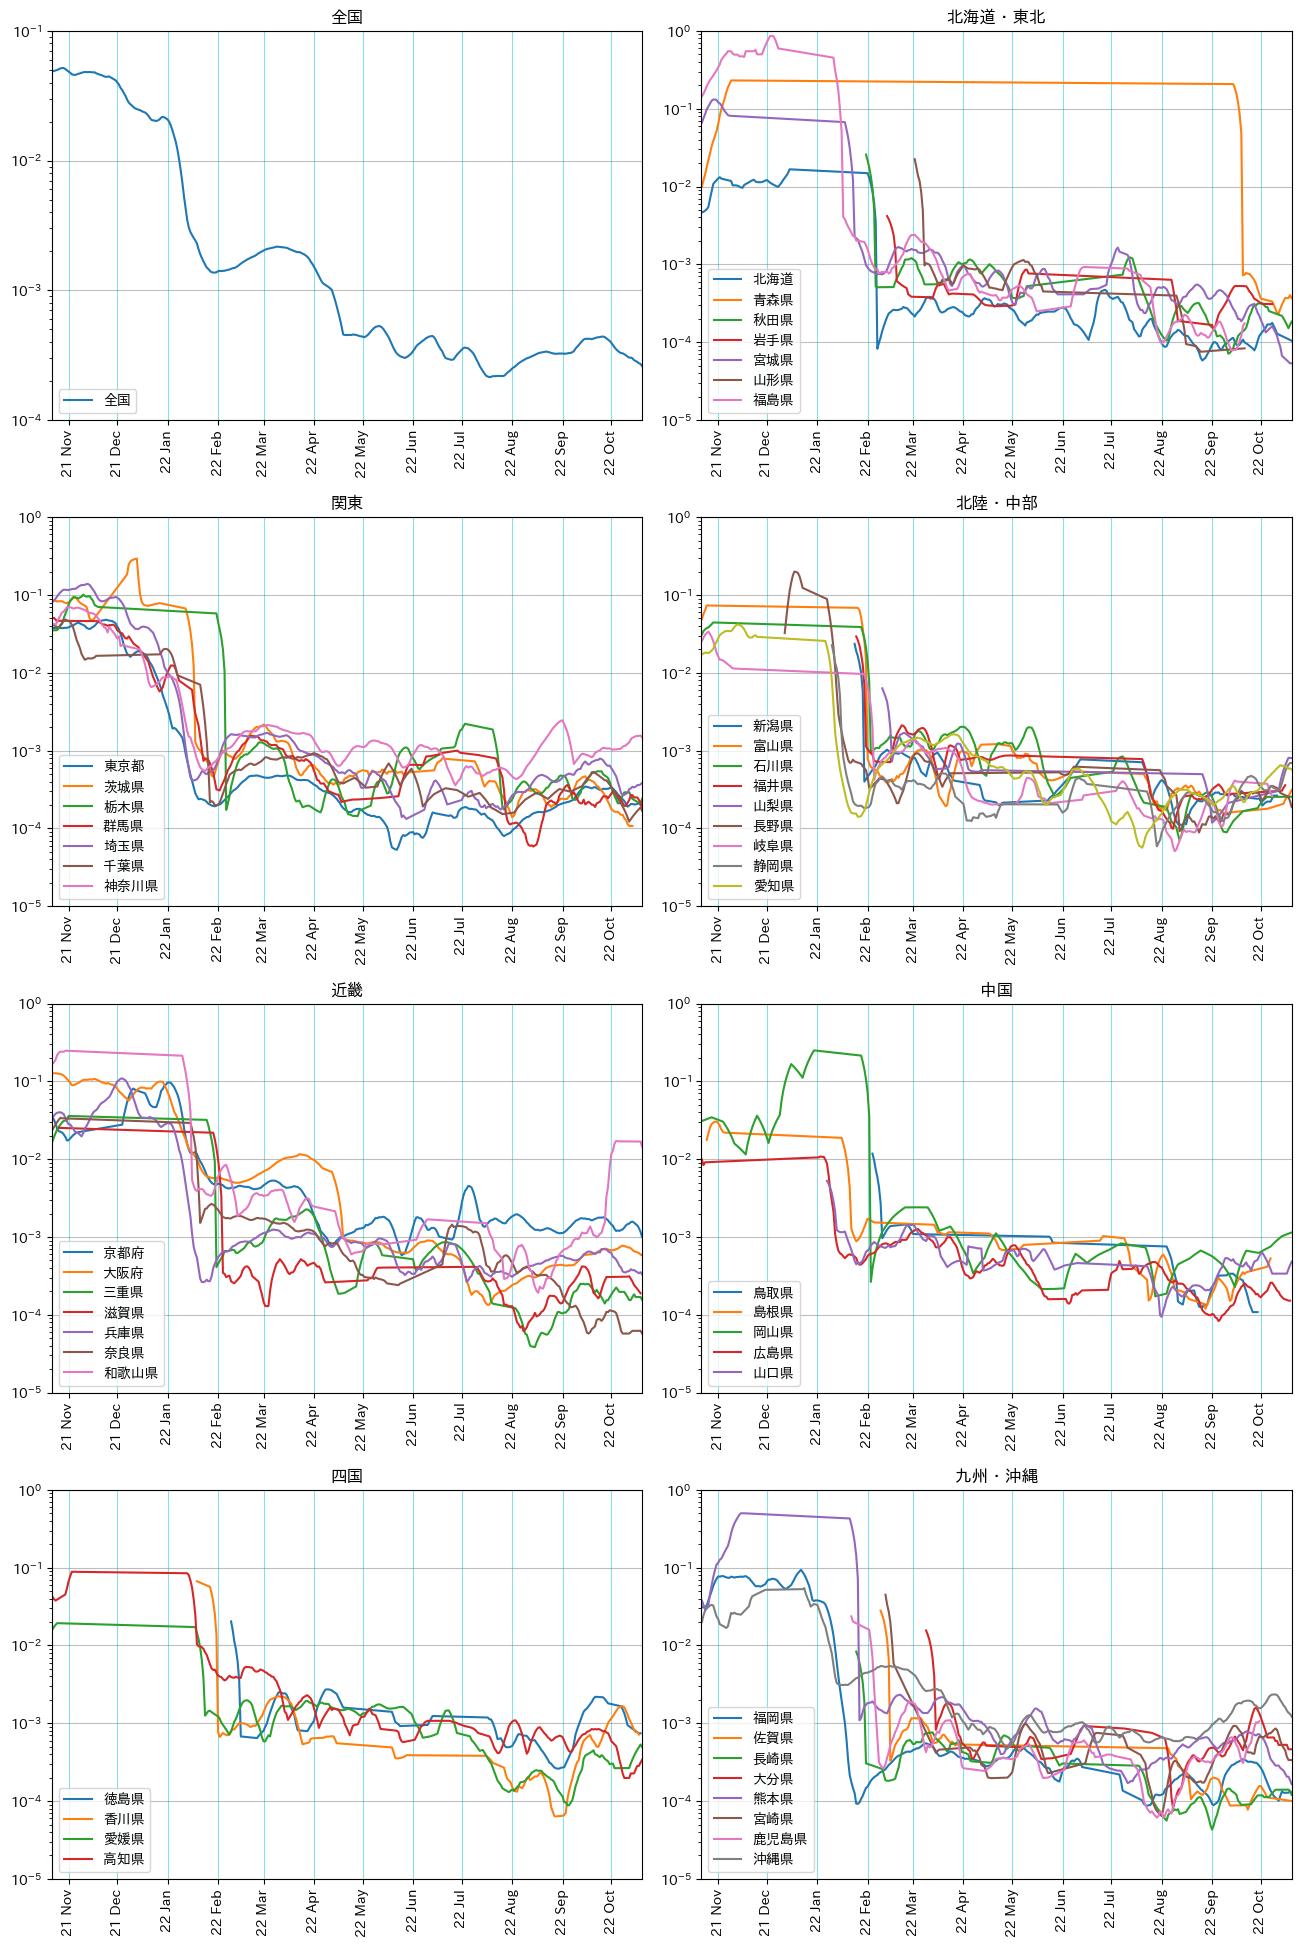 全国
10⁻¹
10⁻²
10⁻³
10⁻⁴
全国
21 Nov
21 Dec
22 Jan
22 Feb
22 Mar
22 Apr
22 May
22 Jun
22 Jul
22 Aug
22 Sep
22 Oct
北海道・東北
10⁰
10⁻¹
10⁻²
10⁻³
10⁻⁴
10⁻⁵
北海道
青森県
秋田県
岩手県
宮城県
山形県
福島県
21 Nov
21 Dec
22 Jan
22 Feb
22 Mar
22 Apr
22 May
22 Jun
22 Jul
22 Aug
22 Sep
22 Oct
関東
10⁰
10⁻¹
10⁻²
10⁻³
10⁻⁴
10⁻⁵
東京都
茨城県
栃木県
群馬県
埼玉県
千葉県
神奈川県
21 Nov
21 Dec
22 Jan
22 Feb
22 Mar
22 Apr
22 May
22 Jun
22 Jul
22 Aug
22 Sep
22 Oct
北陸・中部
10⁰
10⁻¹
10⁻²
10⁻³
10⁻⁴
10⁻⁵
新潟県
富山県
石川県
福井県
山梨県
長野県
岐阜県
静岡県
愛知県
21 Nov
21 Dec
22 Jan
22 Feb
22 Mar
22 Apr
22 May
22 Jun
22 Jul
22 Aug
22 Sep
22 Oct
近畿
10⁰
10⁻¹
10⁻²
10⁻³
10⁻⁴
10⁻⁵
京都府
大阪府
三重県
滋賀県
兵庫県
奈良県
和歌山県
21 Nov
21 Dec
22 Jan
22 Feb
22 Mar
22 Apr
22 May
22 Jun
22 Jul
22 Aug
22 Sep
22 Oct
中国
10⁰
10⁻¹
10⁻²
10⁻³
10⁻⁴
10⁻⁵
鳥取県
島根県
岡山県
広島県
山口県
21 Nov
21 Dec
22 Jan
22 Feb
22 Mar
22 Apr
22 May
22 Jun
22 Jul
22 Aug
22 Sep
22 Oct
四国
10⁰
10⁻¹
10⁻²
10⁻³
10⁻⁴
10⁻⁵
徳島県
香川県
愛媛県
高知県
21 Nov
21 Dec
22 Jan
22 Feb
22 Mar
22 Apr
22 May
22 Jun
22 Jul
22 Aug
22 Sep
22 Oct
九州・沖縄
10⁰
10⁻¹
10⁻²
10⁻³
10⁻⁴
10⁻⁵
福岡県
佐賀県
長崎県
大分県
熊本県
宮崎県
鹿児島県
沖縄県
21 Nov
21 Dec
22 Jan
22 Feb
22 Mar
22 Apr
22 May
22 Jun
22 Jul
22 Aug
22 Sep
22 Oct